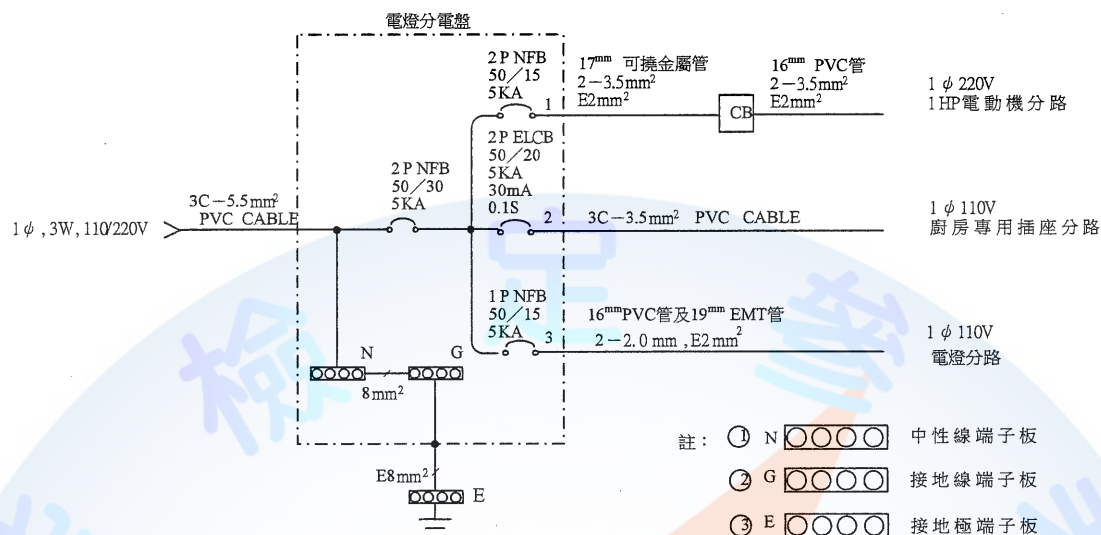 電燈分電盤
2P NFB
50/15
5KA
1
17mm 可撓金屬管
2-3.5mm²
E2mm²
CB
16mm PVC管
2-3.5mm²
E2mm²
1φ220V
1HP電動機分路
3C-5.5mm²
PVC CABLE
1φ,3W,110/220V
2P NFB
50/30
5KA
2P ELCB
50/20
5KA
30mA
0.1S
2
3C-3.5mm² PVC CABLE
1φ110V
廚房專用插座分路
1P NFB
50/15
5KA
3
16mmPVC管及19mm EMT管
2-2.0mm,E2mm²
1φ110V
電燈分路
N
G
8mm²
E8mm²
E
註:
① N 中性線端子板
② G 接地線端子板
③ E 接地極端子板
檢定